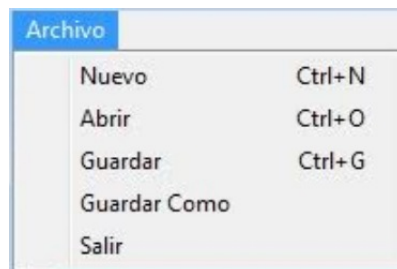 Archivo
Nuevo Ctrl+N
Abrir Ctrl+O
Guardar Ctrl+G
Guardar Como
Salir